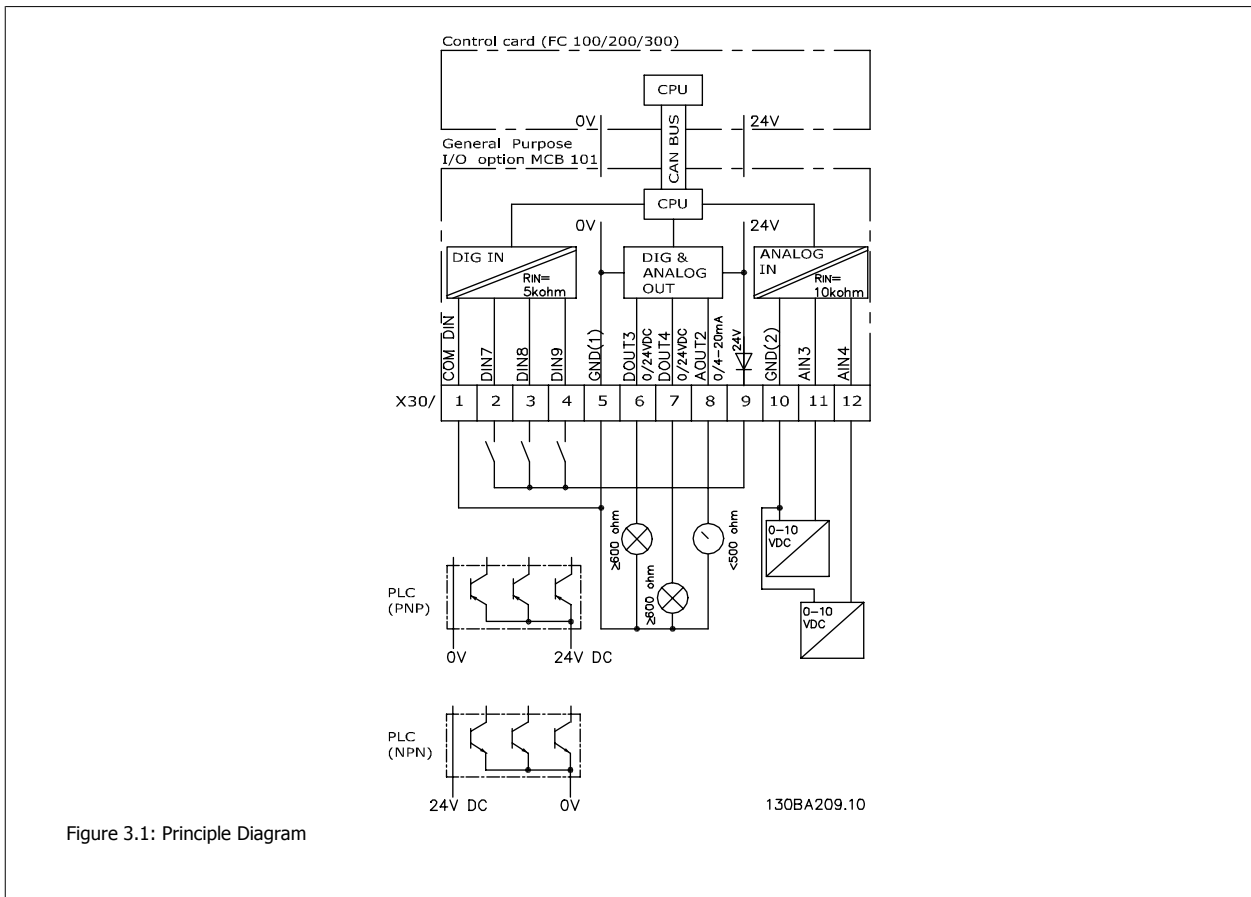 Control card (FC 100/200/300)
CPU
0V
24V
CAN BUS
General Purpose
I/O option MCB 101
CPU
0V
24V
DIG IN
RIN=
5kohm
DIG &
ANALOG
OUT
ANALOG
IN
RIN=
10kohm
COM DIN
DIN7
DIN8
DIN9
GND(1)
DOUT3
0/24VDC
DOUT4
0/24VDC
AOUT2
0/4-20mA
24V
GND(2)
AIN3
AIN4
X30/ 1 2 3 4 5 6 7 8 9 10 11 12
≥600 ohm
≥600 ohm
<500 ohm
0-10
VDC
0-10
VDC
PLC
(PNP)
0V
24V DC
PLC
(NPN)
24V DC
0V
130BA209.10
Figure 3.1: Principle Diagram